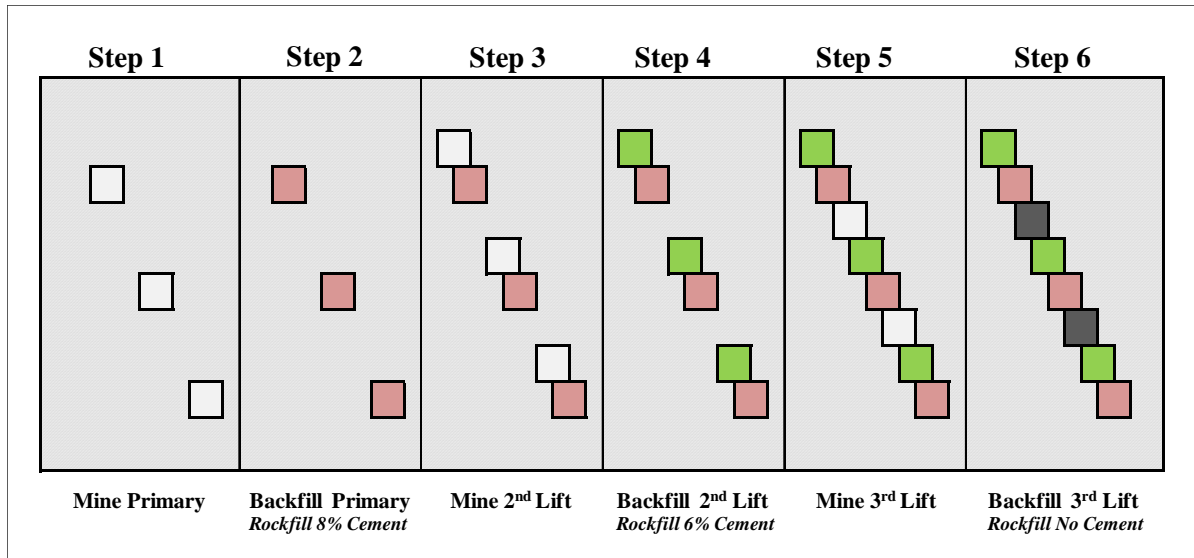 Step 1 Step 2 Step 3 Step 4 Step 5 Step 6
Mine Primary Backfill Primary Mine 2nd Lift Backfill 2nd Lift Mine 3rd Lift Backfill 3rd Lift
Rockfill 8% Cement Rockfill 6% Cement Rockfill No Cement